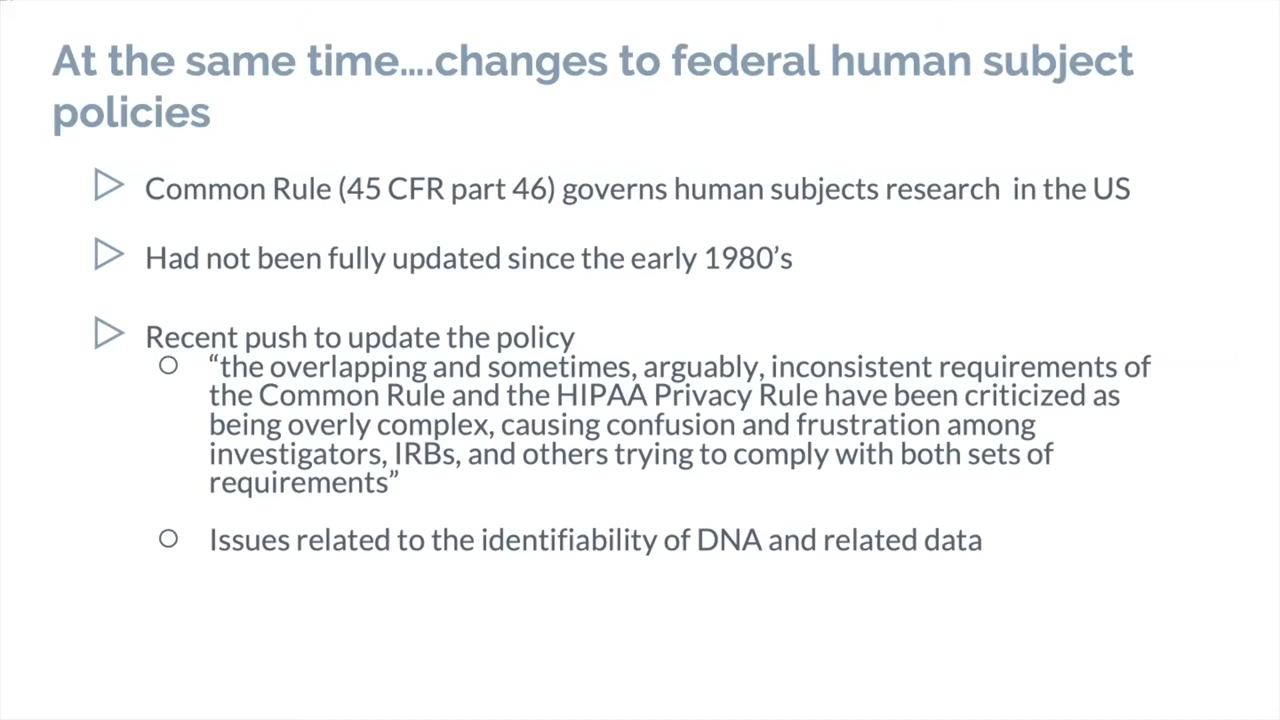 At the same time....changes to federal human subject
policies
Common Rule (45 CFR part 46) governs human subjects research  in the US
Had not been fully updated since the early 1980’s
Recent push to update the policy
“the overlapping and sometimes, arguably, inconsistent requirements of
the Common Rule and the HIPAA Privacy Rule have been criticized as
being overly complex, causing confusion and frustration among
investigators, IRBs, and others trying to comply with both sets of
requirements”
Issues related to the identifiability of DNA and related data